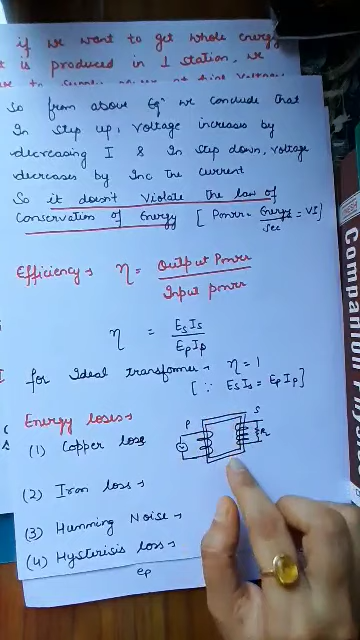 if we want to get whole energy
is produced in 1 station, we
So from above Eqn we conclude that
In step up, voltage increases by
decreasing I & In step down, voltage
decreases by Inc the current
So it doesn't violate the law of
Conservation of Energy [Power = Energy/sec = VI]
Efficiency → η = Output Power / Input power
η = EsIs / EpIp
for Ideal transformer → η = 1
[∵ EsIs = EpIp]
Energy loses →
P S
(1) Copper lose
R
(2) Iron loss →
(3) Humming Noise →
(4) Hysterisis loss →
ep